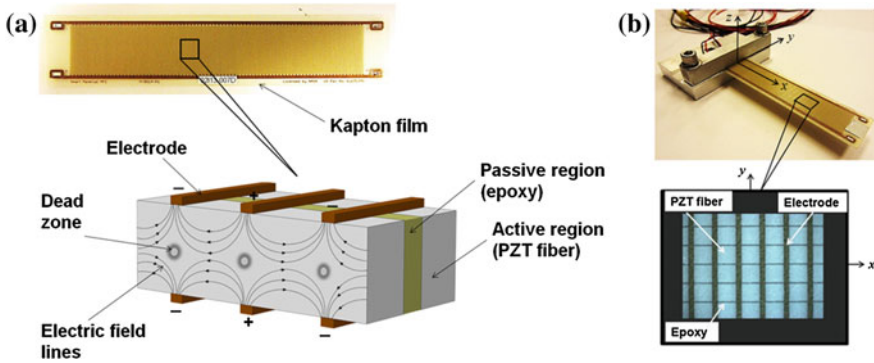 (a)
Kapton film
Electrode
Passive region
(epoxy)
Dead
zone
Active region
(PZT fiber)
Electric field
lines
− + −
− + −
(b)
z
y
x
y
PZT fiber
Electrode
x
Epoxy